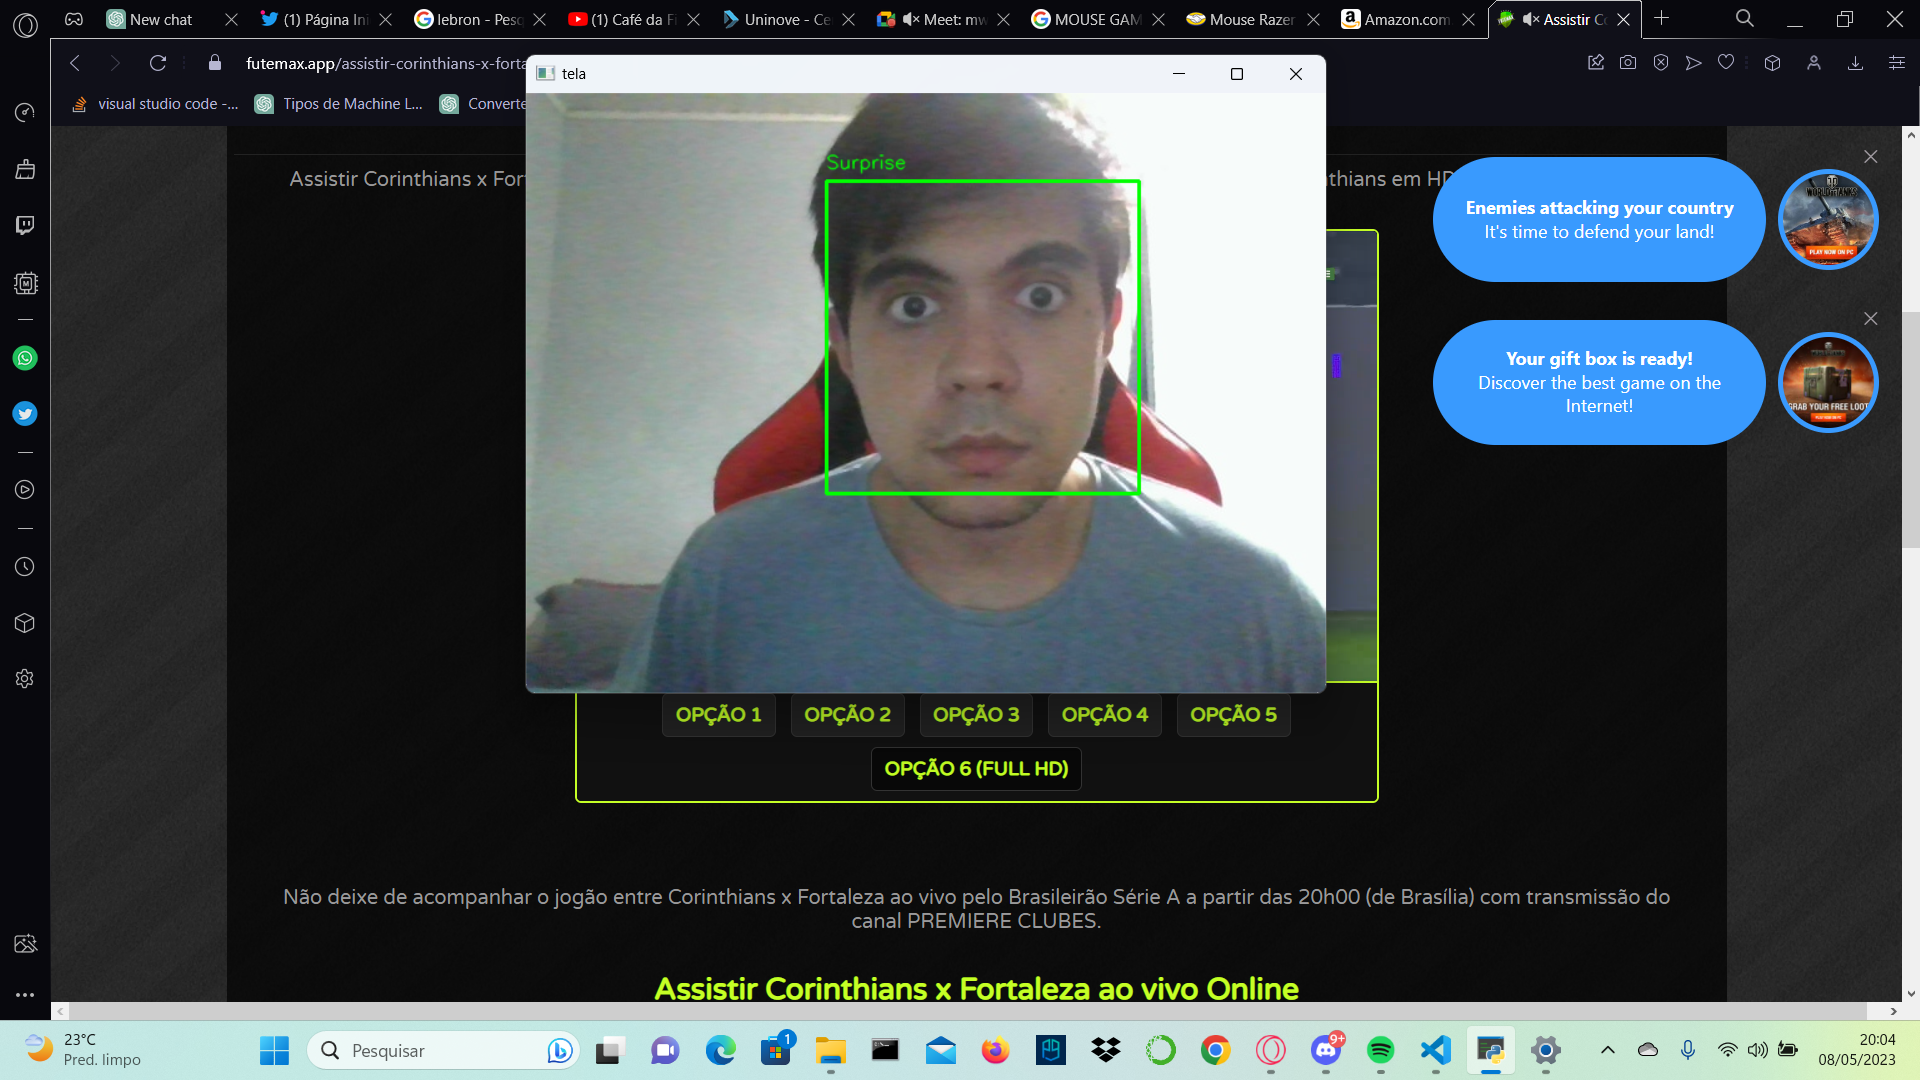 New chat
(1) Página Ini
lebron - Pesq
(1) Café da Fi
Uninove - Ce
Meet: mw
MOUSE GAM
Mouse Razer
Amazon.com
Assistir Co
futemax.app/assistir-corinthians-x-forta
visual studio code -...
Tipos de Machine L...
Converte
tela
Surprise
Assistir Corinthians x For
thians em HD
Enemies attacking your country
It's time to defend your land!
WORLD OF TANKS
PLAY NOW ON PC
Your gift box is ready!
Discover the best game on the
Internet!
GRAB YOUR FREE LOOT
OPÇÃO 1
OPÇÃO 2
OPÇÃO 3
OPÇÃO 4
OPÇÃO 5
OPÇÃO 6 (FULL HD)
Não deixe de acompanhar o jogão entre Corinthians x Fortaleza ao vivo pelo Brasileirão Série A a partir das 20h00 (de Brasília) com transmissão do
canal PREMIERE CLUBES.
Assistir Corinthians x Fortaleza ao vivo Online
23°C
Pred. limpo
Pesquisar
1
9+
20:04
08/05/2023